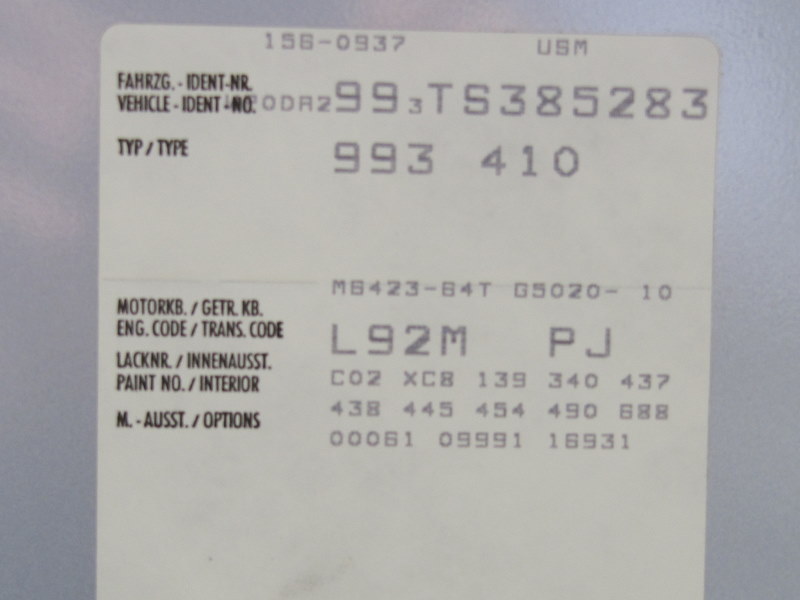 156-0937 USM
FAHRZG. - IDENT-NR.
VEHICLE - IDENT-NO. 993TS385283
TYP / TYPE 993 410
M6423-64T G5020- 10
MOTORKB. / GETR. KB.
ENG. CODE / TRANS. CODE L92M PJ
LACKNR. / INNENAUSST.
PAINT NO. / INTERIOR C02 XC8 139 340 437
M. - AUSST. / OPTIONS 438 445 454 490 688
00061 09991 16931